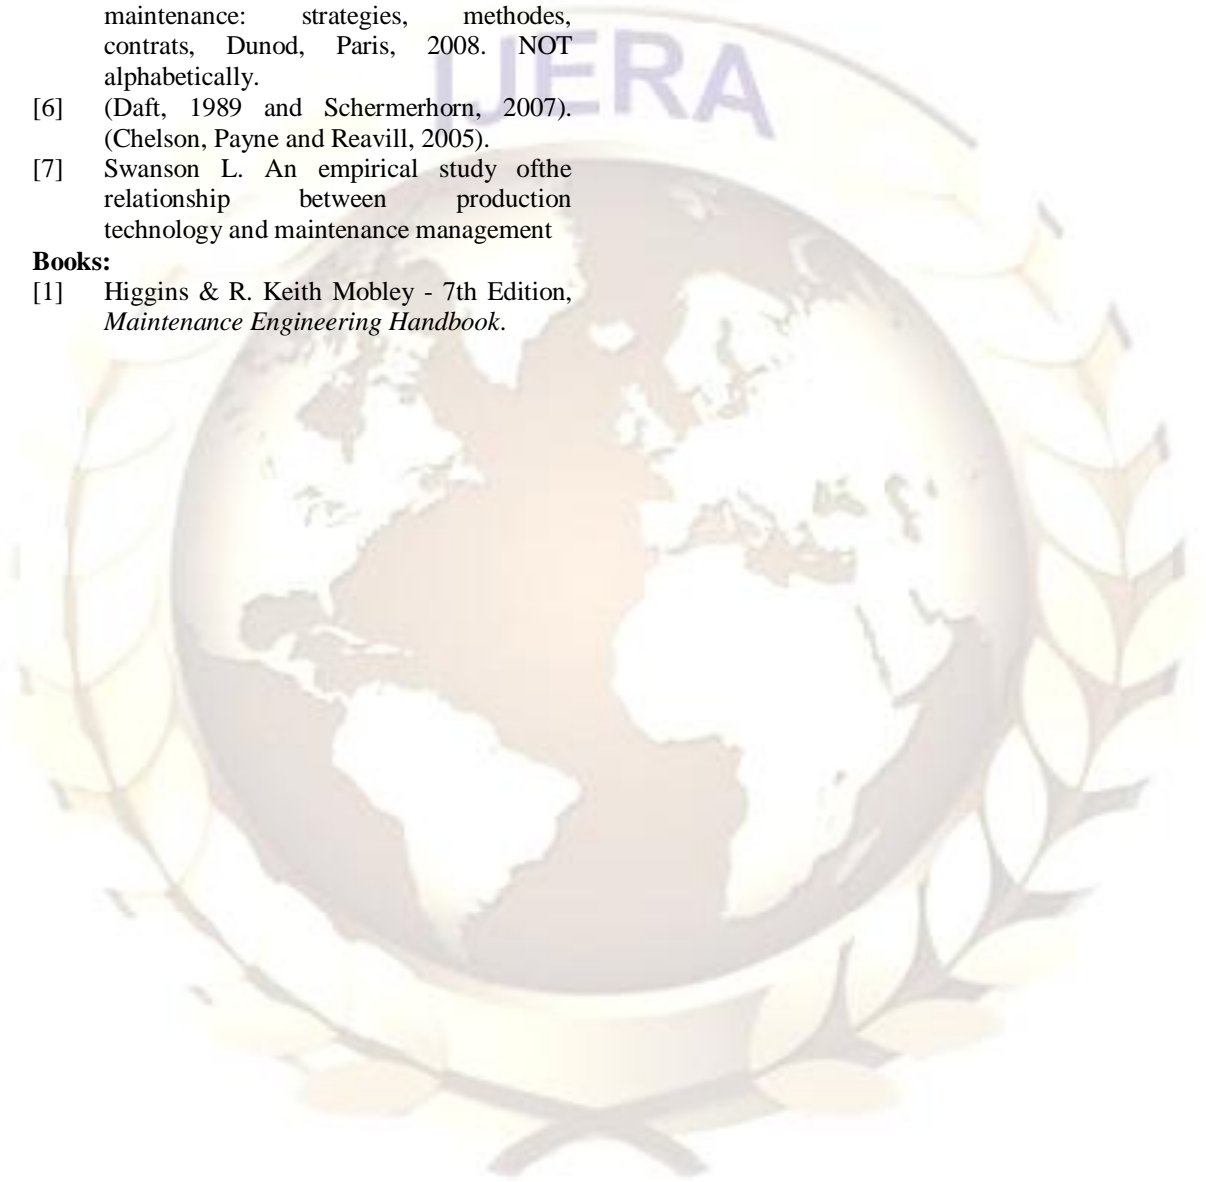 IJERA
maintenance: strategies, methodes,
contrats, Dunod, Paris, 2008. NOT
alphabetically.
[6] (Daft, 1989 and Schermerhorn, 2007).
(Chelson, Payne and Reavill, 2005).
[7] Swanson L. An empirical study ofthe
relationship between production
technology and maintenance management
Books:
[1] Higgins & R. Keith Mobley - 7th Edition,
Maintenance Engineering Handbook.